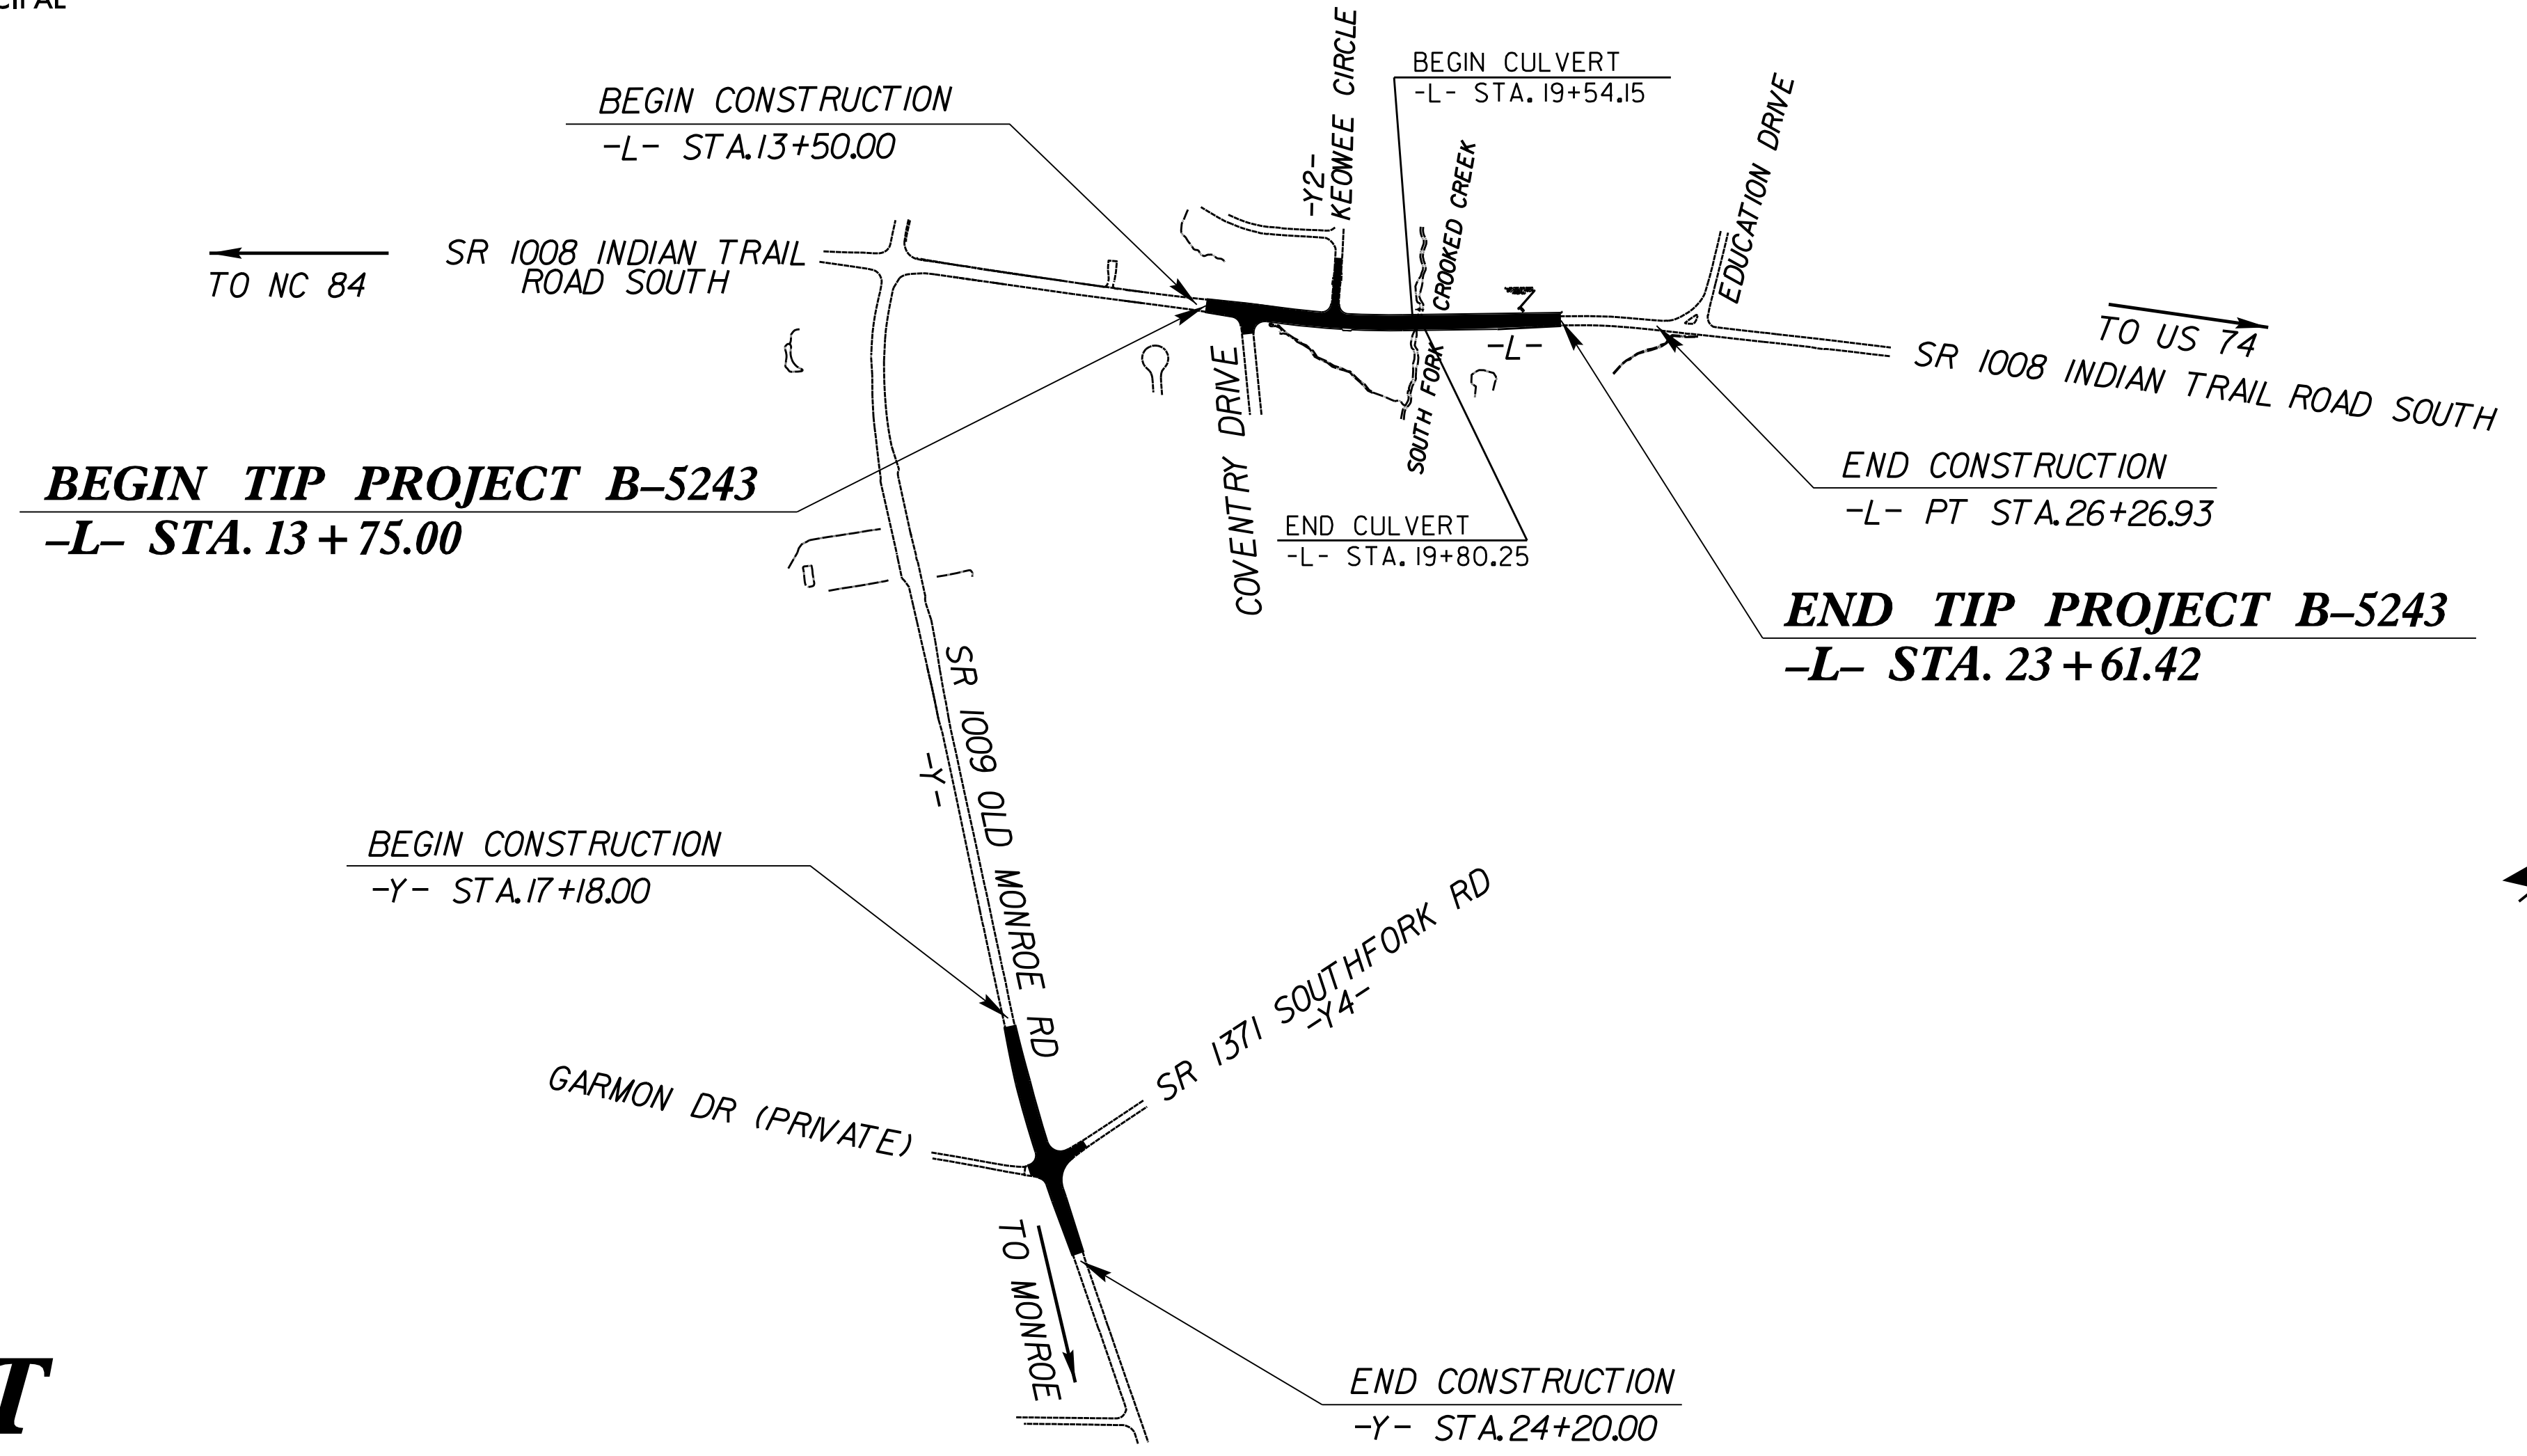 BEGIN CONSTRUCTION
-L- STA.13+50.00
-Y2-
KEOWEE CIRCLE
BEGIN CULVERT
-L- STA.19+54.15
CROOKED CREEK
EDUCATION DRIVE
SR 1008 INDIAN TRAIL
ROAD SOUTH
TO NC 84
TO US 74
SR 1008 INDIAN TRAIL ROAD SOUTH
-L-
SOUTH FORK
COVENTRY DRIVE
END CONSTRUCTION
-L- PT STA.26+26.93
BEGIN TIP PROJECT B-5243
-L- STA. 13+75.00
END CULVERT
-L- STA.19+80.25
END TIP PROJECT B-5243
-L- STA. 23+61.42
SR 1009 OLD MONROE RD
-Y-
BEGIN CONSTRUCTION
-Y- STA.17+18.00
SR 1371 SOUTHFORK RD
-Y4-
GARMON DR (PRIVATE)
TO MONROE
END CONSTRUCTION
-Y- STA.24+20.00
T